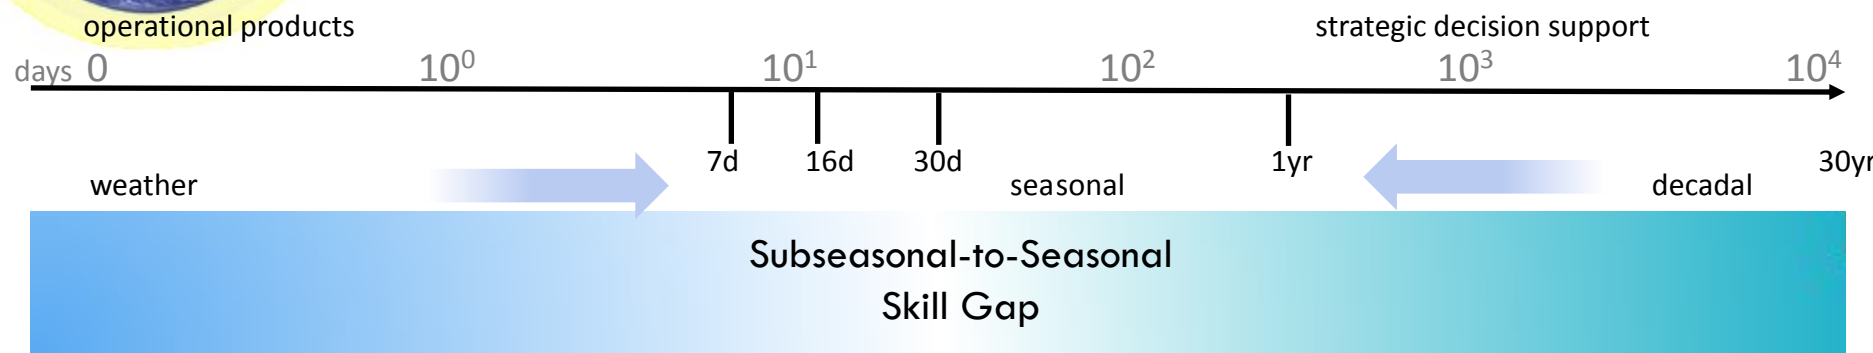 operational products strategic decision support
days 0 10⁰ 10¹ 10² 10³ 10⁴
7d 16d 30d 1yr 30yr
weather seasonal decadal
Subseasonal-to-Seasonal
Skill Gap